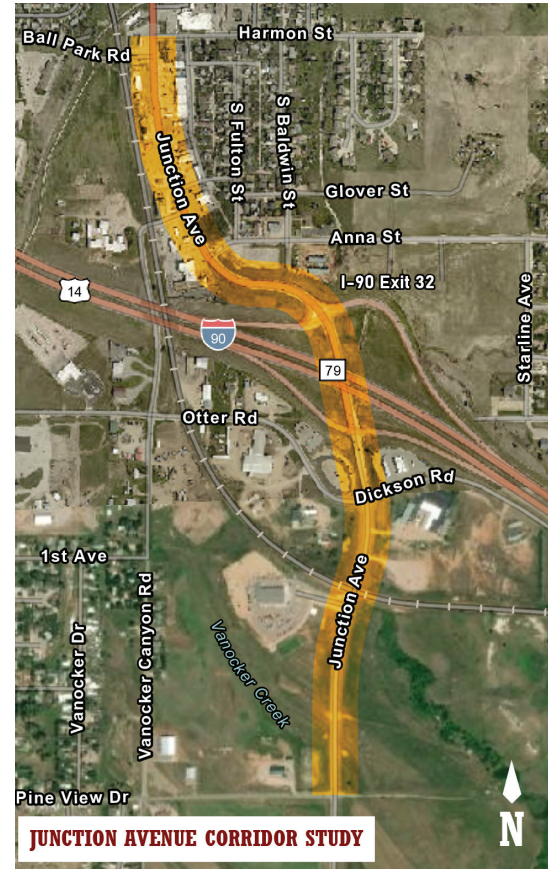 Ball Park Rd
Harmon St
S Fulton St
S Baldwin St
Junction Ave
Glover St
Anna St
I-90 Exit 32
14
90
Starline Ave
79
Otter Rd
Dickson Rd
1st Ave
Junction Ave
Vanocker Dr
Vanocker Canyon Rd
Vanocker Creek
Pine View Dr
JUNCTION AVENUE CORRIDOR STUDY
N